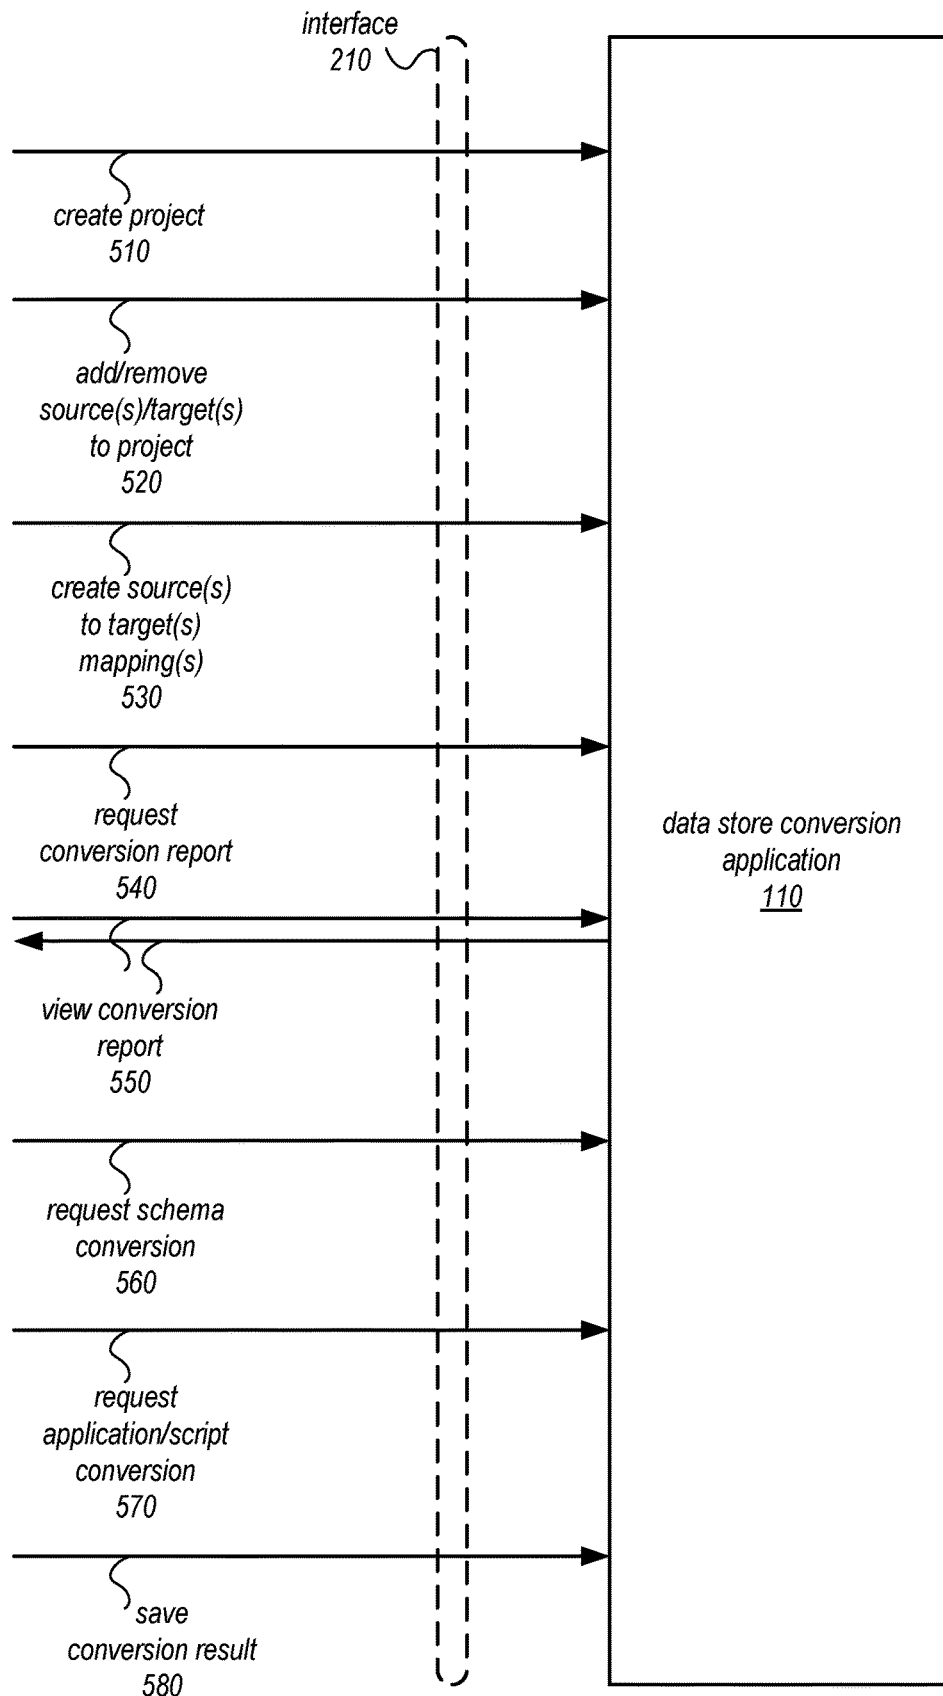 interface
210
create project
510
add/remove
source(s)/target(s)
to project
520
create source(s)
to target(s)
mapping(s)
530
request
conversion report
540
data store conversion
application
110
view conversion
report
550
request schema
conversion
560
request
application/script
conversion
570
save
conversion result
580